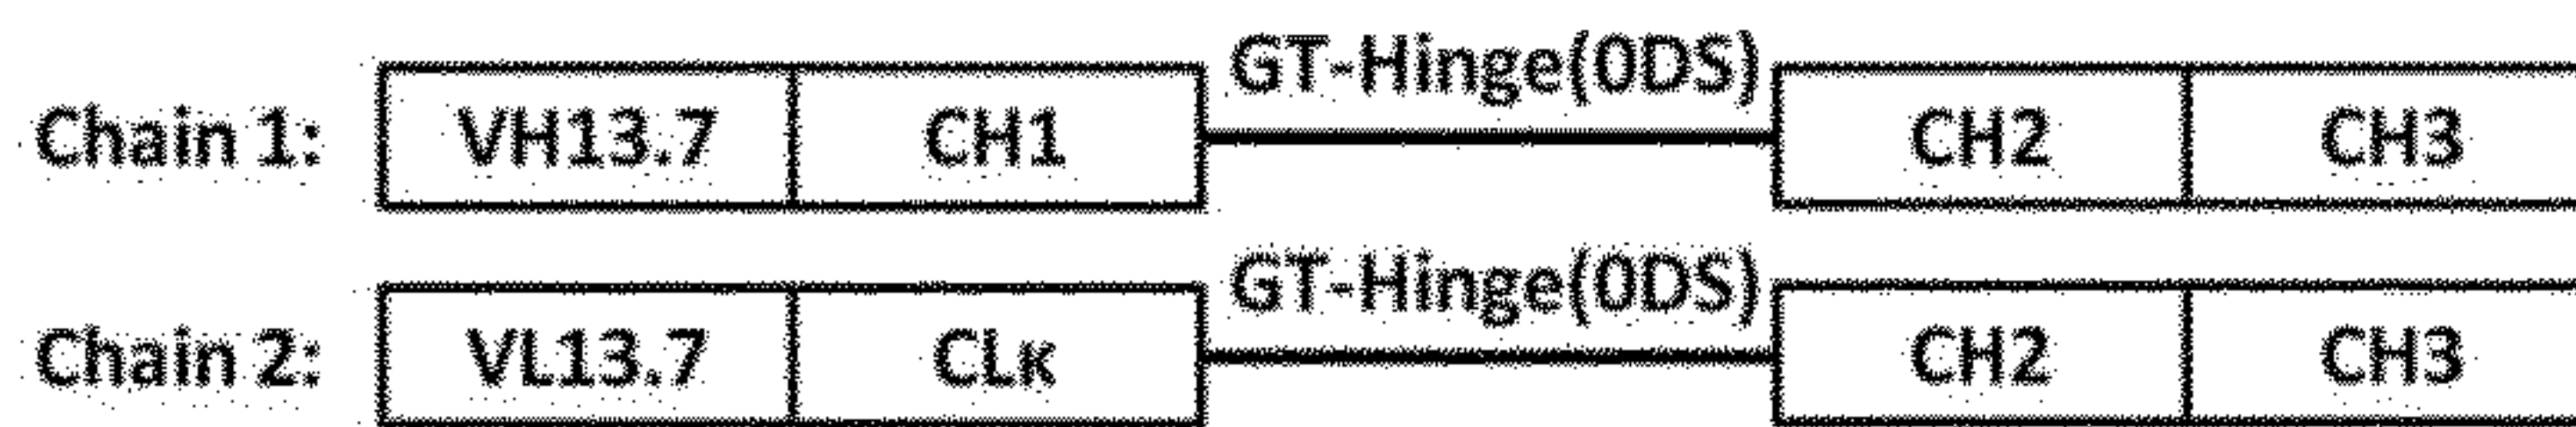 GT-Hinge(0DS)
Chain 1: VH13.7 CH1 CH2 CH3
GT-Hinge(0DS)
Chain 2: VL13.7 CLκ CH2 CH3